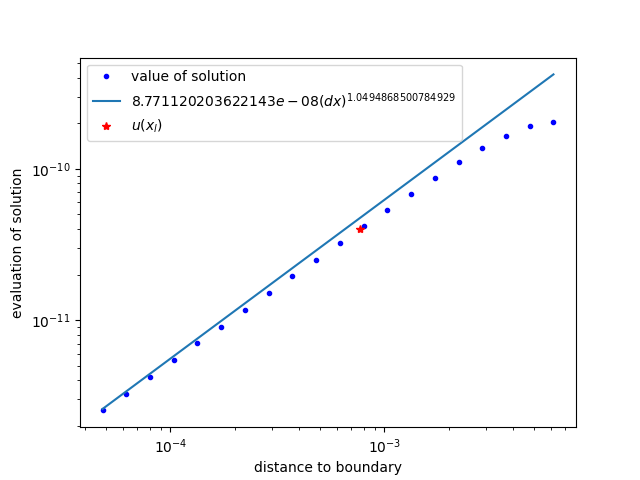 value of solution
8.771120203622143e − 08(dx)^1.0494868500784929
u(x_l)
10^−10
10^−11
evaluation of solution
10^−4
10^−3
distance to boundary